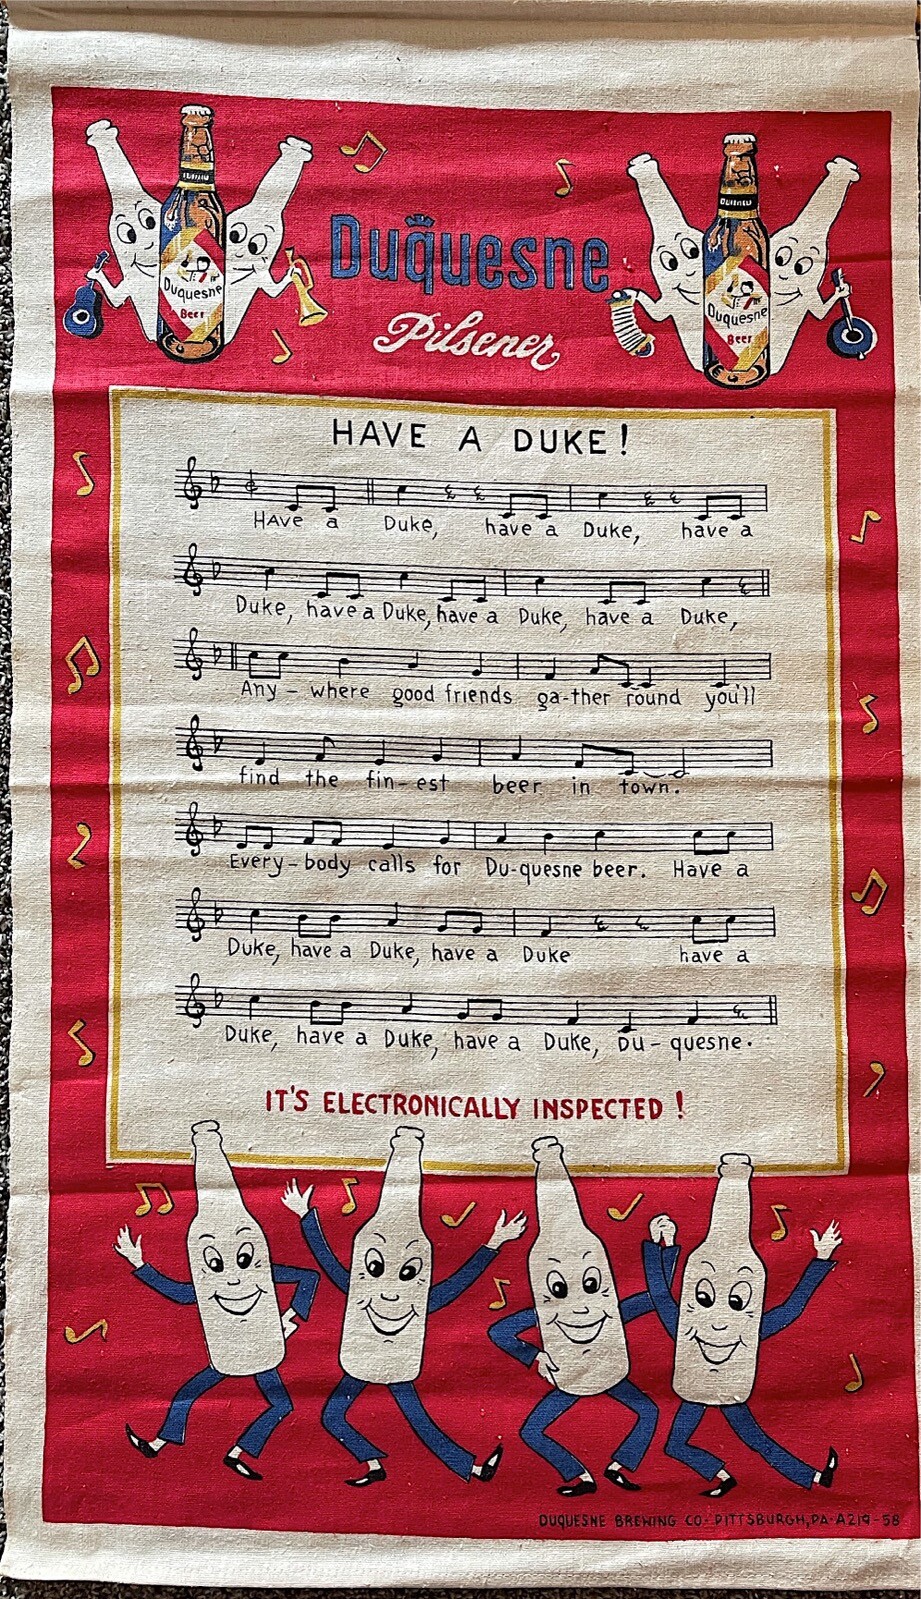 Duquesne
Pilsener
Duquesne
Beer
Duquesne
Beer
HAVE A DUKE!
HAVE a Duke, have a Duke, have a
Duke, have a Duke, have a Duke, have a Duke,
Any - where good friends ga-ther round you'll
find the fin - est beer in town.
Every - body calls for Du-quesne beer. Have a
Duke, have a Duke, have a Duke have a
Duke, have a Duke, have a Duke, Du - quesne.
IT'S ELECTRONICALLY INSPECTED!
DUQUESNE BREWING CO. PITTSBURGH, PA. A219-58